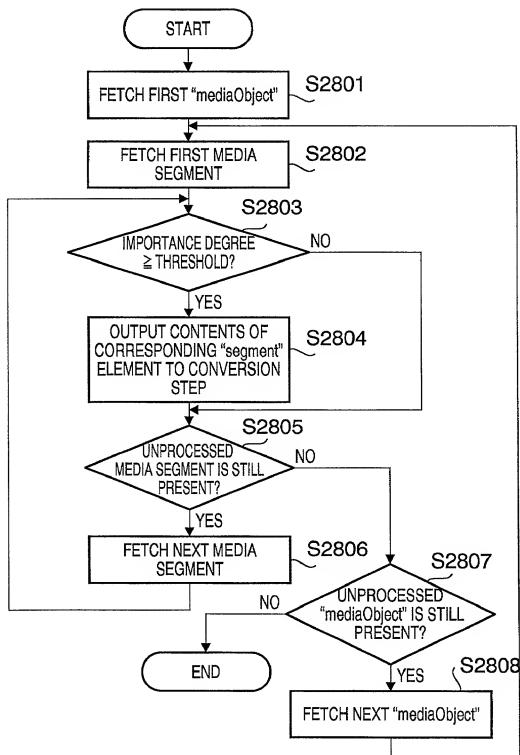 START
FETCH FIRST "mediaObject"
S2801
FETCH FIRST MEDIA
SEGMENT
S2802
S2803
IMPORTANCE DEGREE
≧ THRESHOLD?
NO
YES
OUTPUT CONTENTS OF
CORRESPONDING "segment"
ELEMENT TO CONVERSION
STEP
S2804
S2805
UNPROCESSED
MEDIA SEGMENT IS STILL
PRESENT?
NO
YES
FETCH NEXT MEDIA
SEGMENT
S2806
S2807
UNPROCESSED
"mediaObject" IS STILL
PRESENT?
NO
END
YES
S2808
FETCH NEXT "mediaObject"